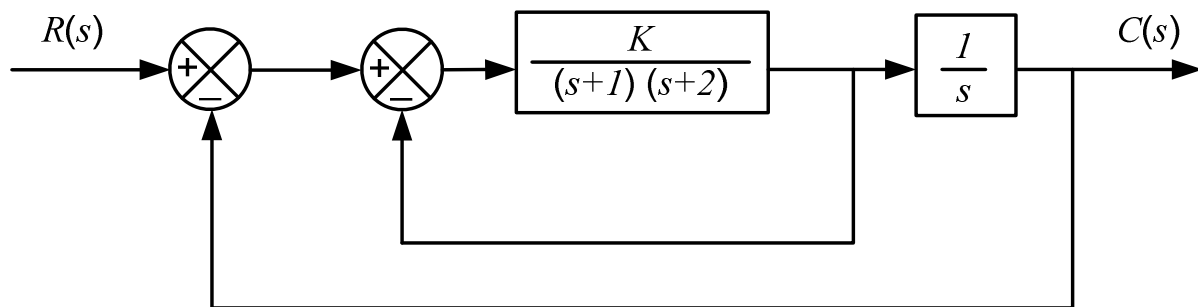 R(s)
C(s)
+
−
+
−
K
(s+1) (s+2)
1
s